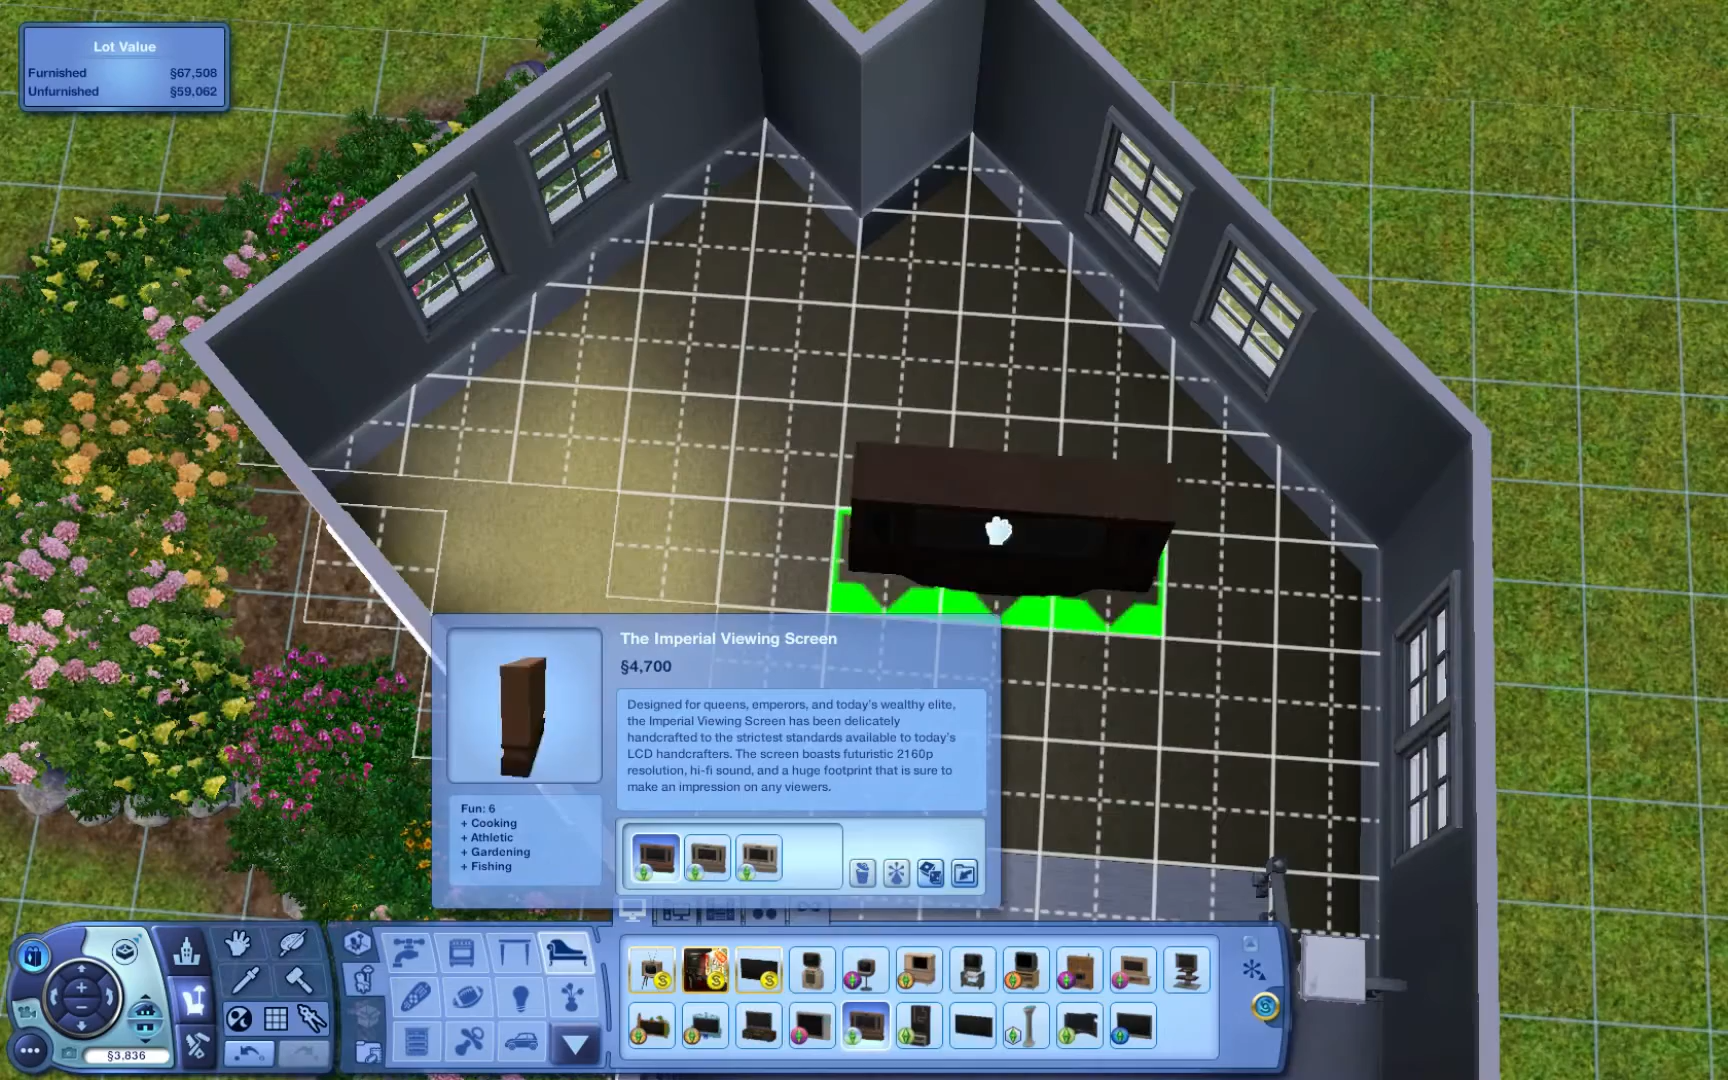 Lot Value
Furnished §67,508
Unfurnished §59,062
The Imperial Viewing Screen
§4,700
Designed for queens, emperors, and today's wealthy elite,
the Imperial Viewing Screen has been delicately
handcrafted to the strictest standards available to today's
LCD handcrafters. The screen boasts futuristic 2160p
resolution, hi-fi sound, and a huge footprint that is sure to
make an impression on any viewers.
Fun: 6
+ Cooking
+ Athletic
+ Gardening
+ Fishing
§3,836